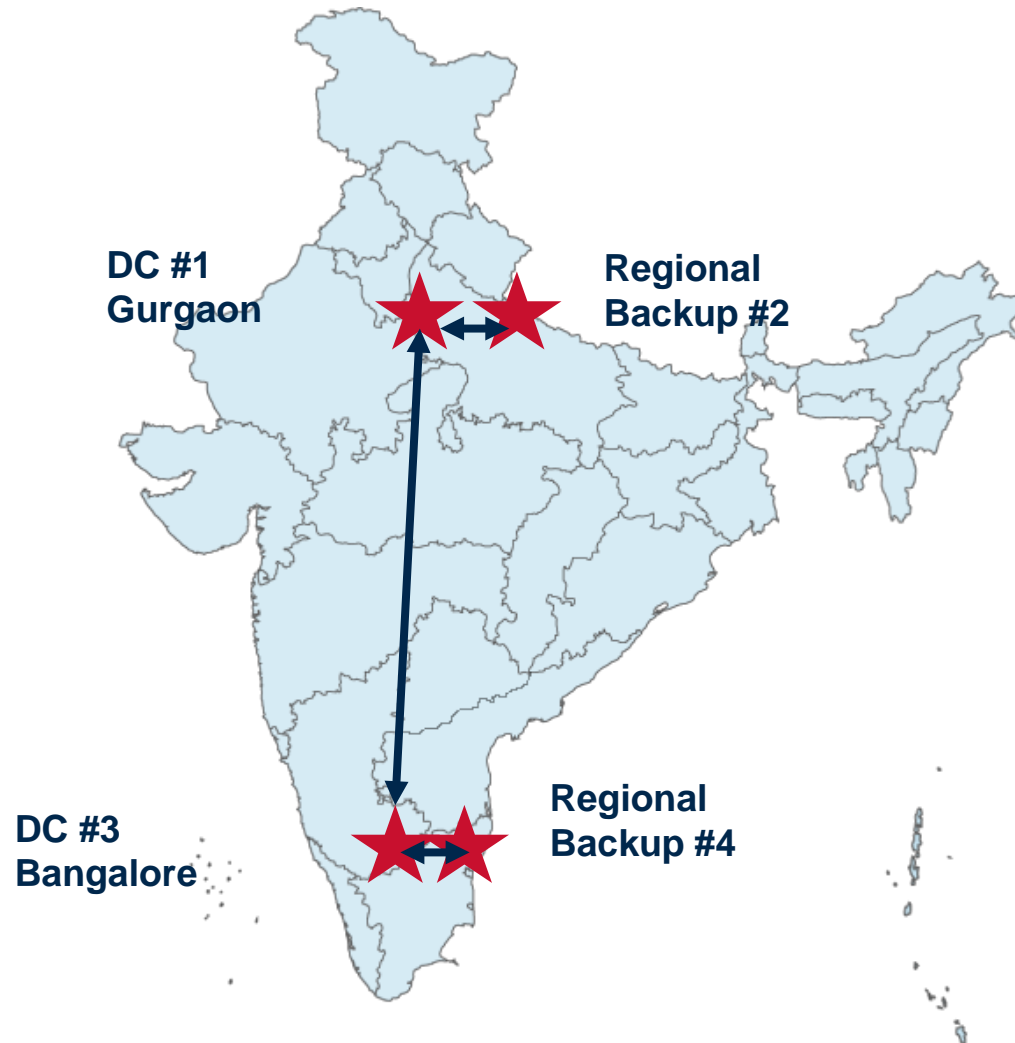 DC #1
Gurgaon
Regional
Backup #2
DC #3
Bangalore
Regional
Backup #4